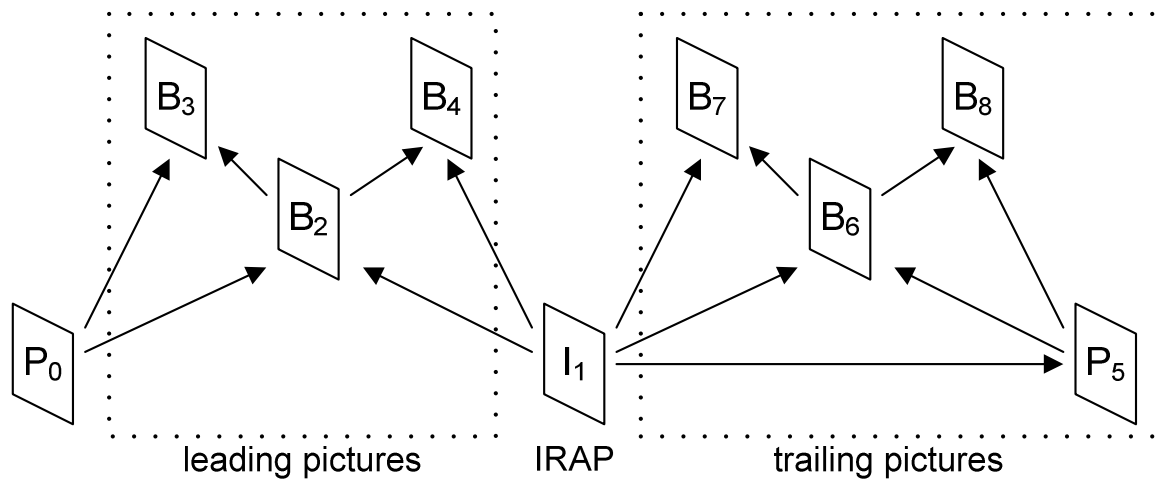 B₃ B₄ B₇ B₈
B₂ B₆
P₀ I₁ P₅
leading pictures IRAP trailing pictures